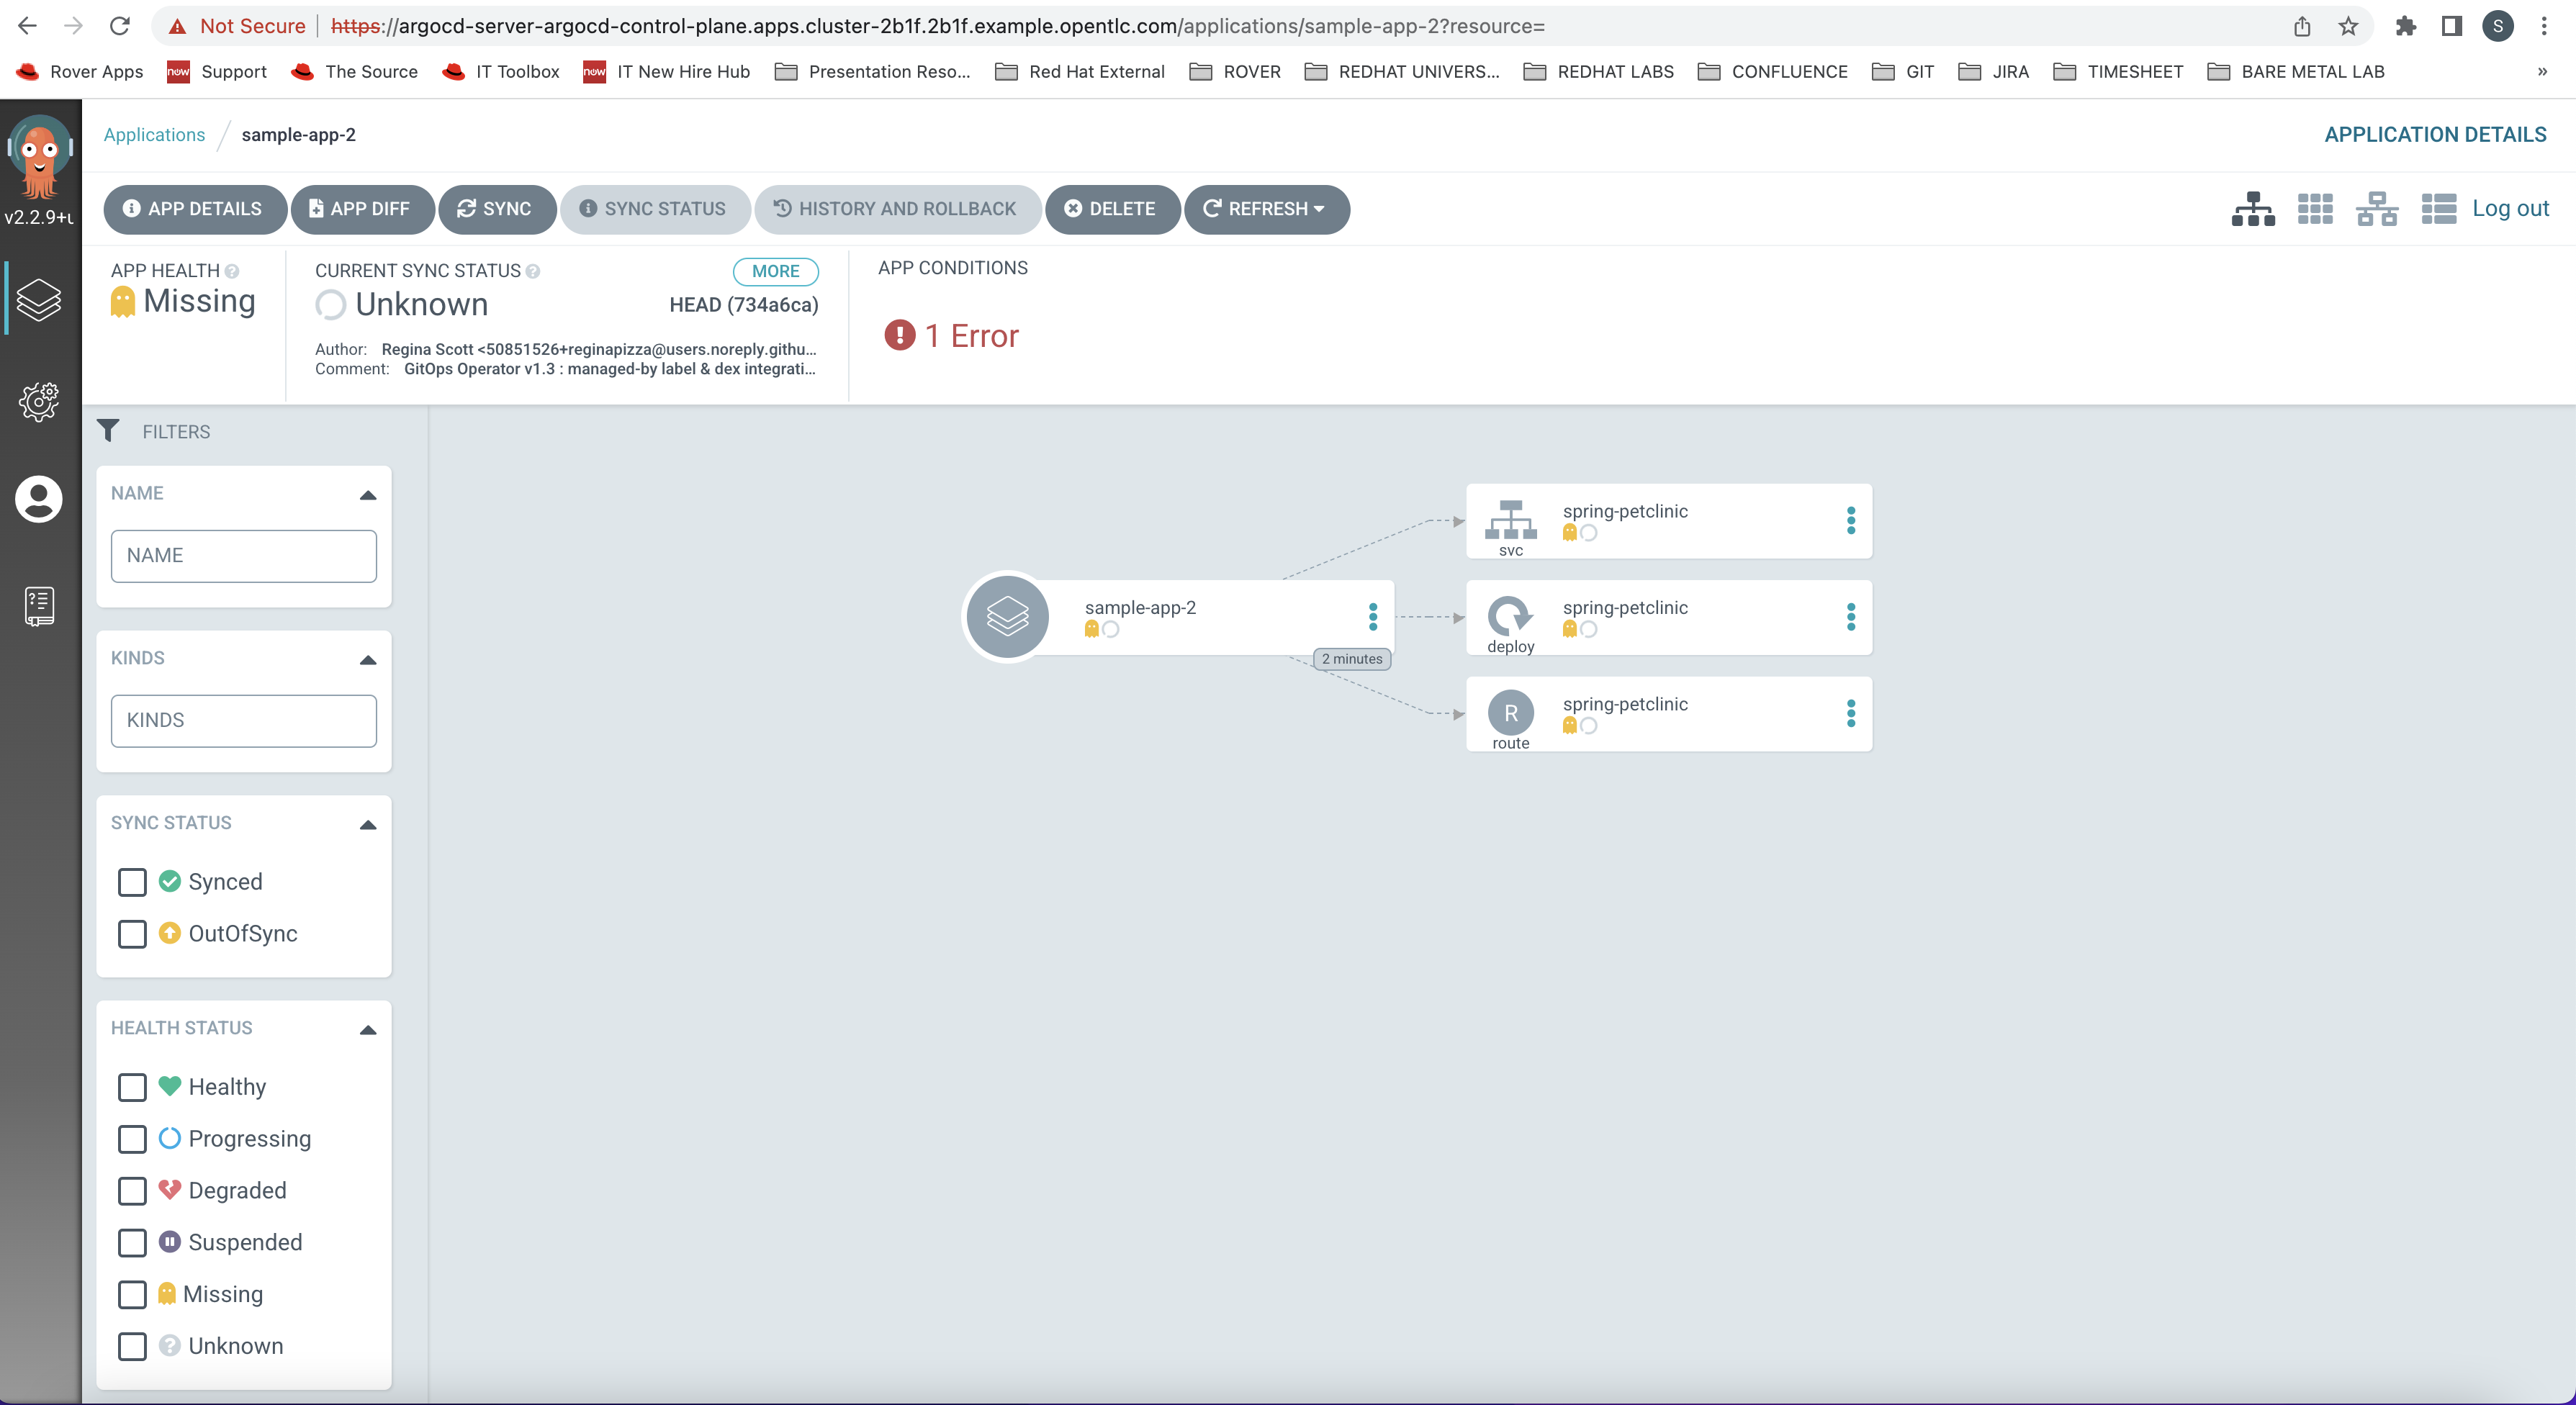 Not Secure
https://argocd-server-argocd-control-plane.apps.cluster-2b1f.2b1f.example.opentlc.com/applications/sample-app-2?resource=
S
Rover Apps
now Support
The Source
IT Toolbox
now IT New Hire Hub
Presentation Reso...
Red Hat External
ROVER
REDHAT UNIVERS...
REDHAT LABS
CONFLUENCE
GIT
JIRA
TIMESHEET
BARE METAL LAB
»
v2.2.9+u
Applications / sample-app-2
APPLICATION DETAILS
APP DETAILS
APP DIFF
SYNC
SYNC STATUS
HISTORY AND ROLLBACK
DELETE
REFRESH
Log out
APP HEALTH
Missing
CURRENT SYNC STATUS
MORE
Unknown
HEAD (734a6ca)
Author: Regina Scott <50851526+reginapizza@users.noreply.githu...
Comment: GitOps Operator v1.3 : managed-by label & dex integrati...
APP CONDITIONS
1 Error
FILTERS
NAME
NAME
KINDS
KINDS
SYNC STATUS
Synced
OutOfSync
HEALTH STATUS
Healthy
Progressing
Degraded
Suspended
Missing
Unknown
sample-app-2
2 minutes
spring-petclinic
svc
spring-petclinic
deploy
spring-petclinic
R
route